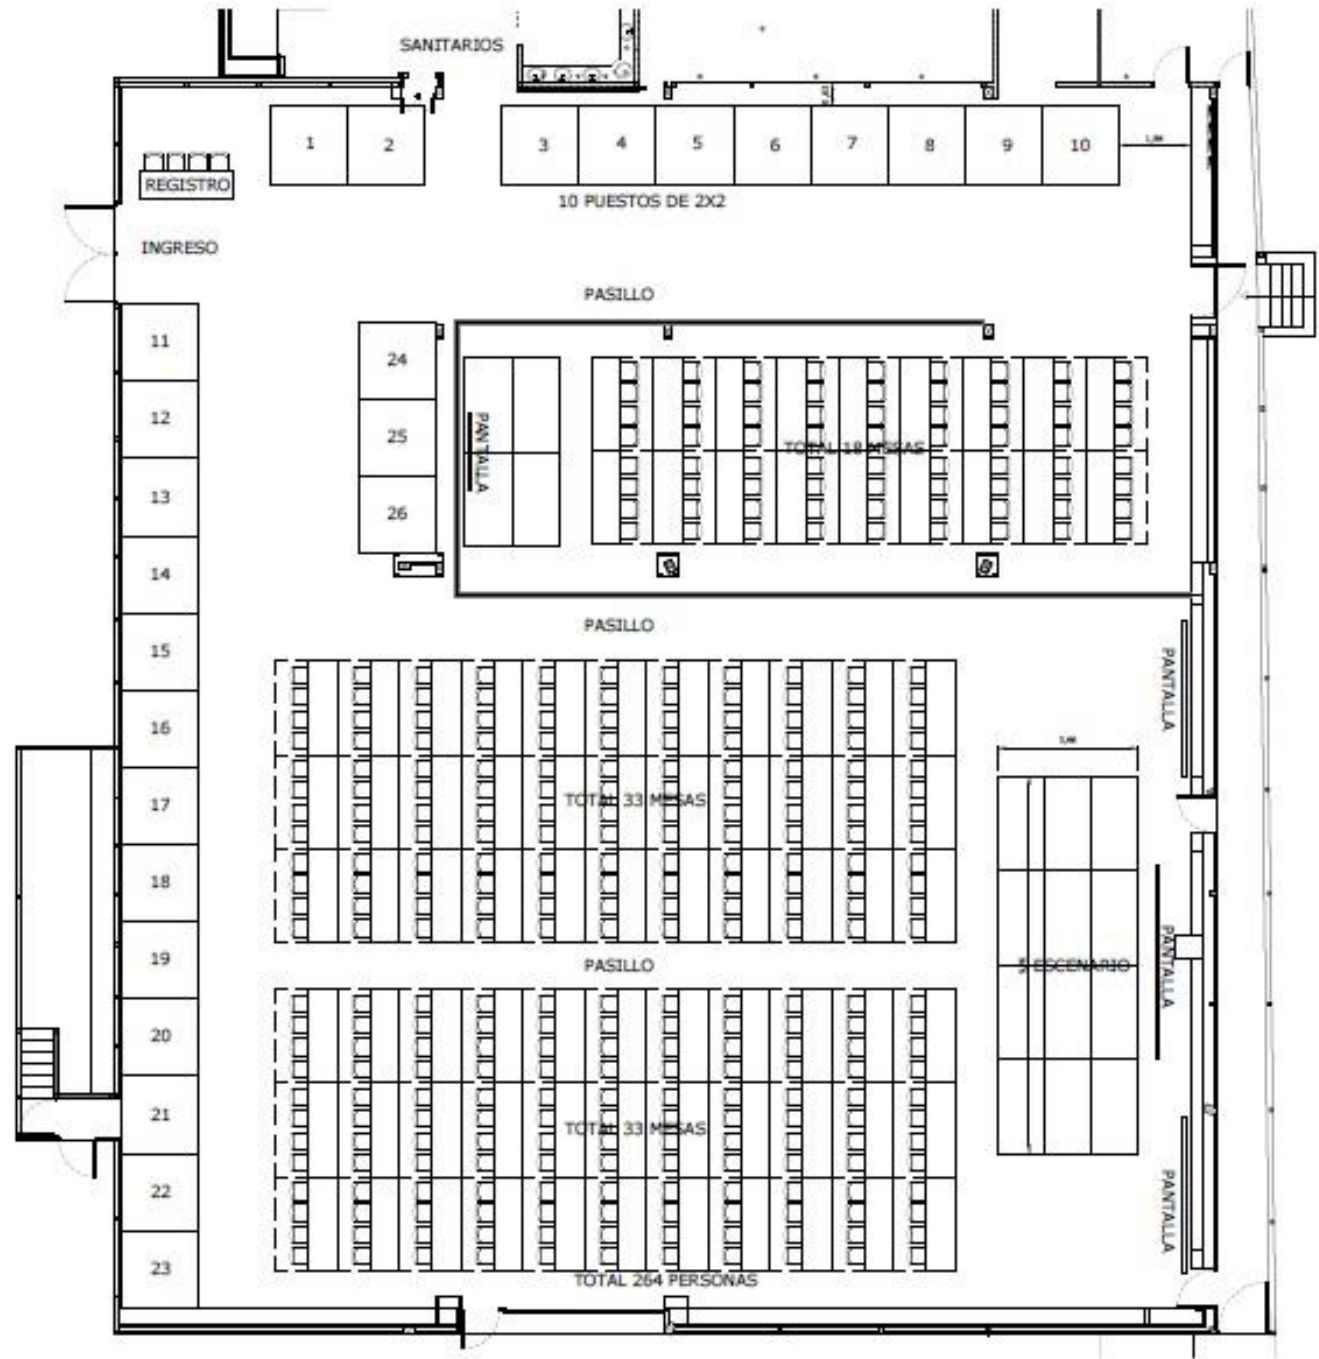 SANITARIOS
1
2
3
4
5
6
7
8
9
10
REGISTRO
10 PUESTOS DE 2X2
INGRESO
PASILLO
11
12
13
14
15
16
17
18
19
20
21
22
23
24
25
26
PANTALLA
TOTAL 18 MESAS
PASILLO
PANTALLA
TOTAL 33 MESAS
PASILLO
ESCENARIO
PANTALLA
TOTAL 33 MESAS
PANTALLA
TOTAL 264 PERSONAS